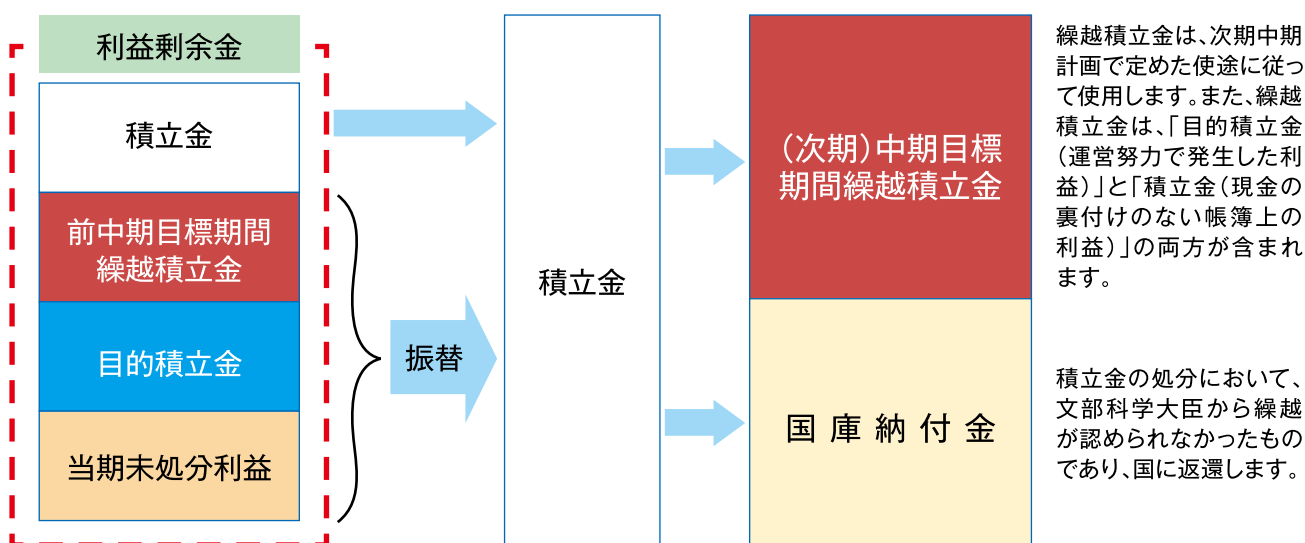 利益剰余金
積立金
前中期目標期間
繰越積立金
目的積立金
当期未処分利益
振替
積立金
（次期）中期目標
期間繰越積立金
国庫納付金
繰越積立金は、次期中期
計画で定めた使途に従っ
て使用します。また、繰越
積立金は、「目的積立金
（運営努力で発生した利
益）」と「積立金（現金の
裏付けのない帳簿上の
利益）」の両方が含まれ
ます。
積立金の処分において、
文部科学大臣から繰越
が認められなかったもの
であり、国に返還します。